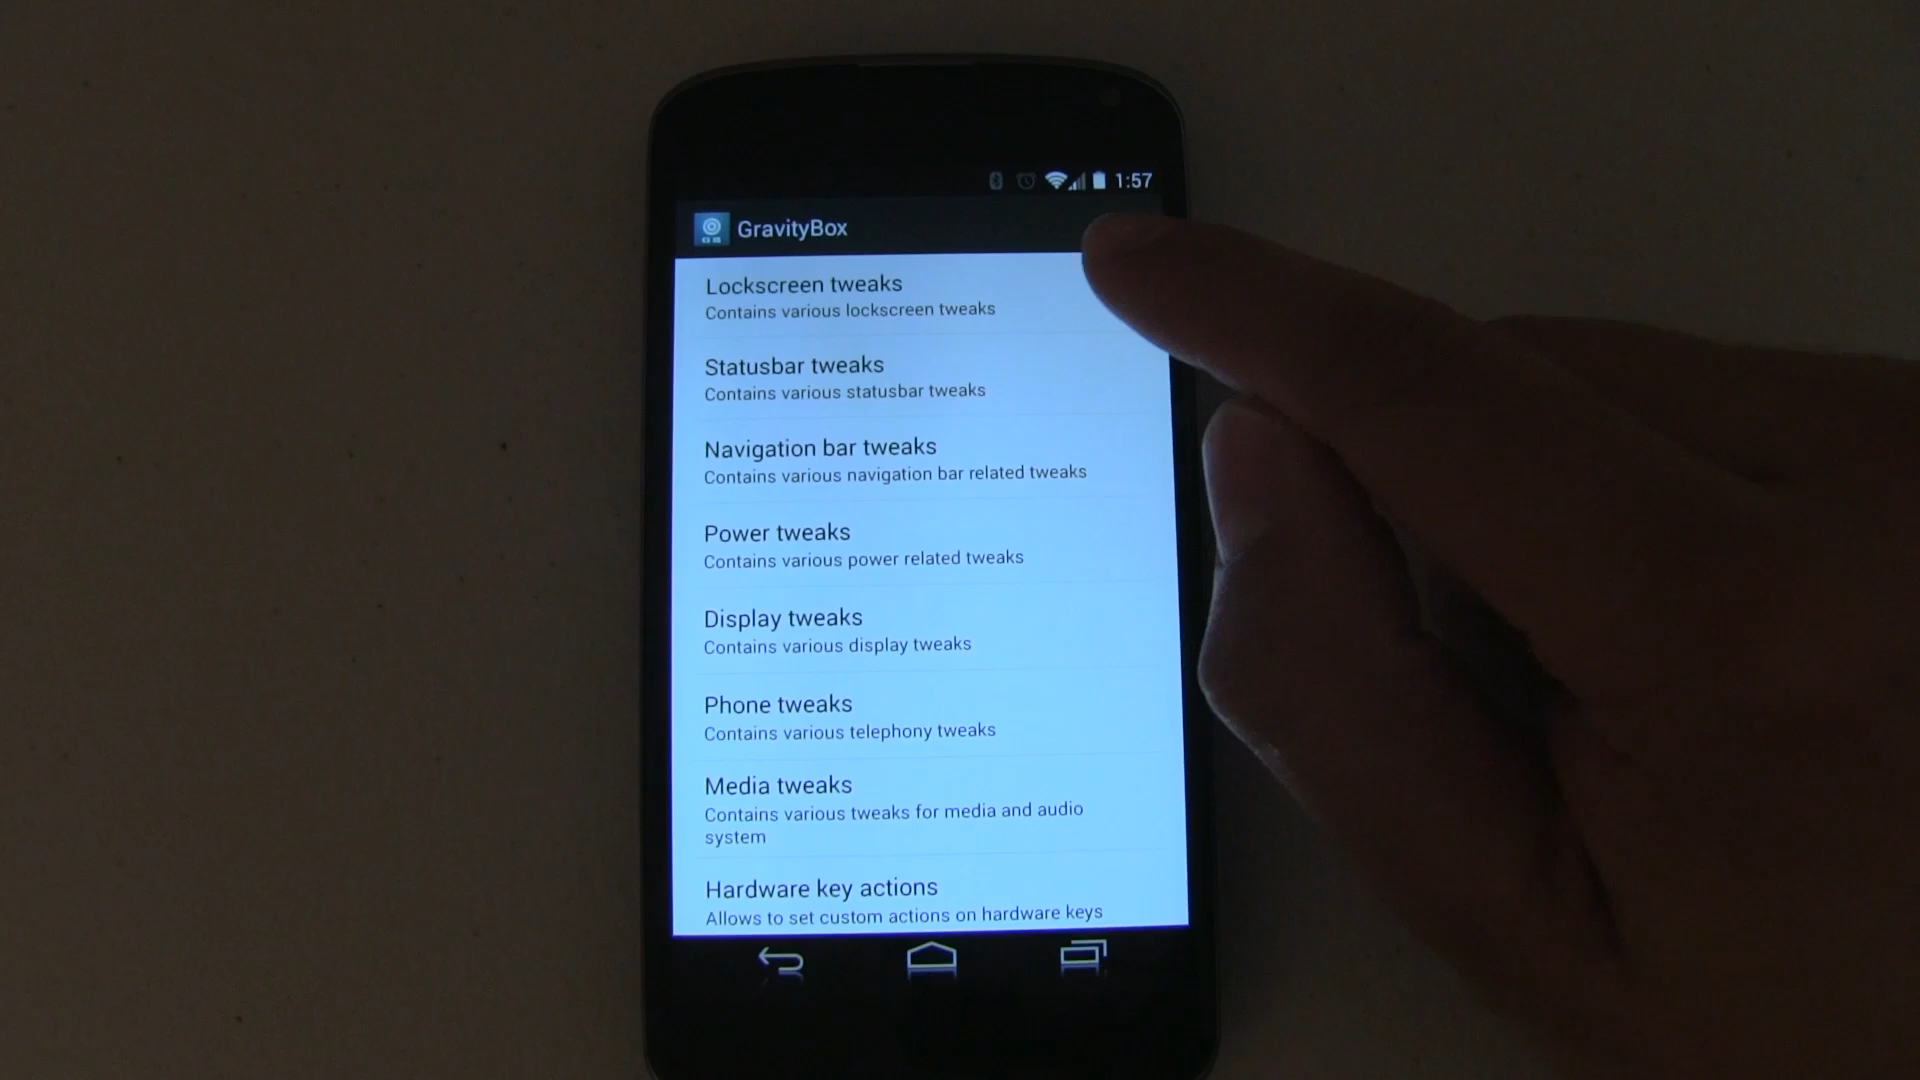 1:57
GravityBox
Lockscreen tweaks
Contains various lockscreen tweaks
Statusbar tweaks
Contains various statusbar tweaks
Navigation bar tweaks
Contains various navigation bar related tweaks
Power tweaks
Contains various power related tweaks
Display tweaks
Contains various display tweaks
Phone tweaks
Contains various telephony tweaks
Media tweaks
Contains various tweaks for media and audio
system
Hardware key actions
Allows to set custom actions on hardware keys